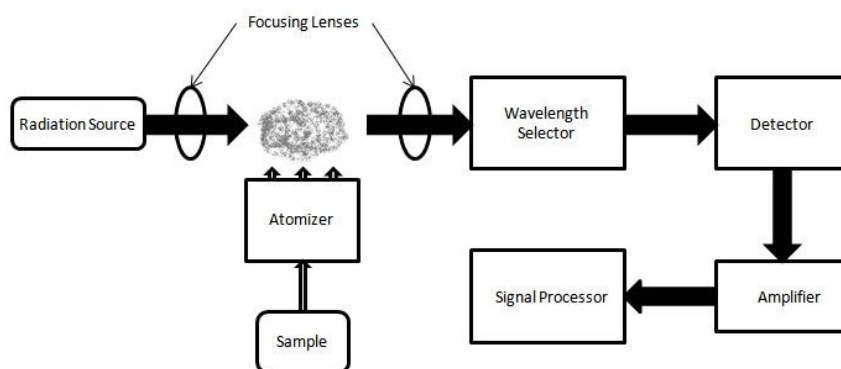 Focusing Lenses
Radiation Source
Wavelength
Selector
Detector
Atomizer
Signal Processor
Amplifier
Sample